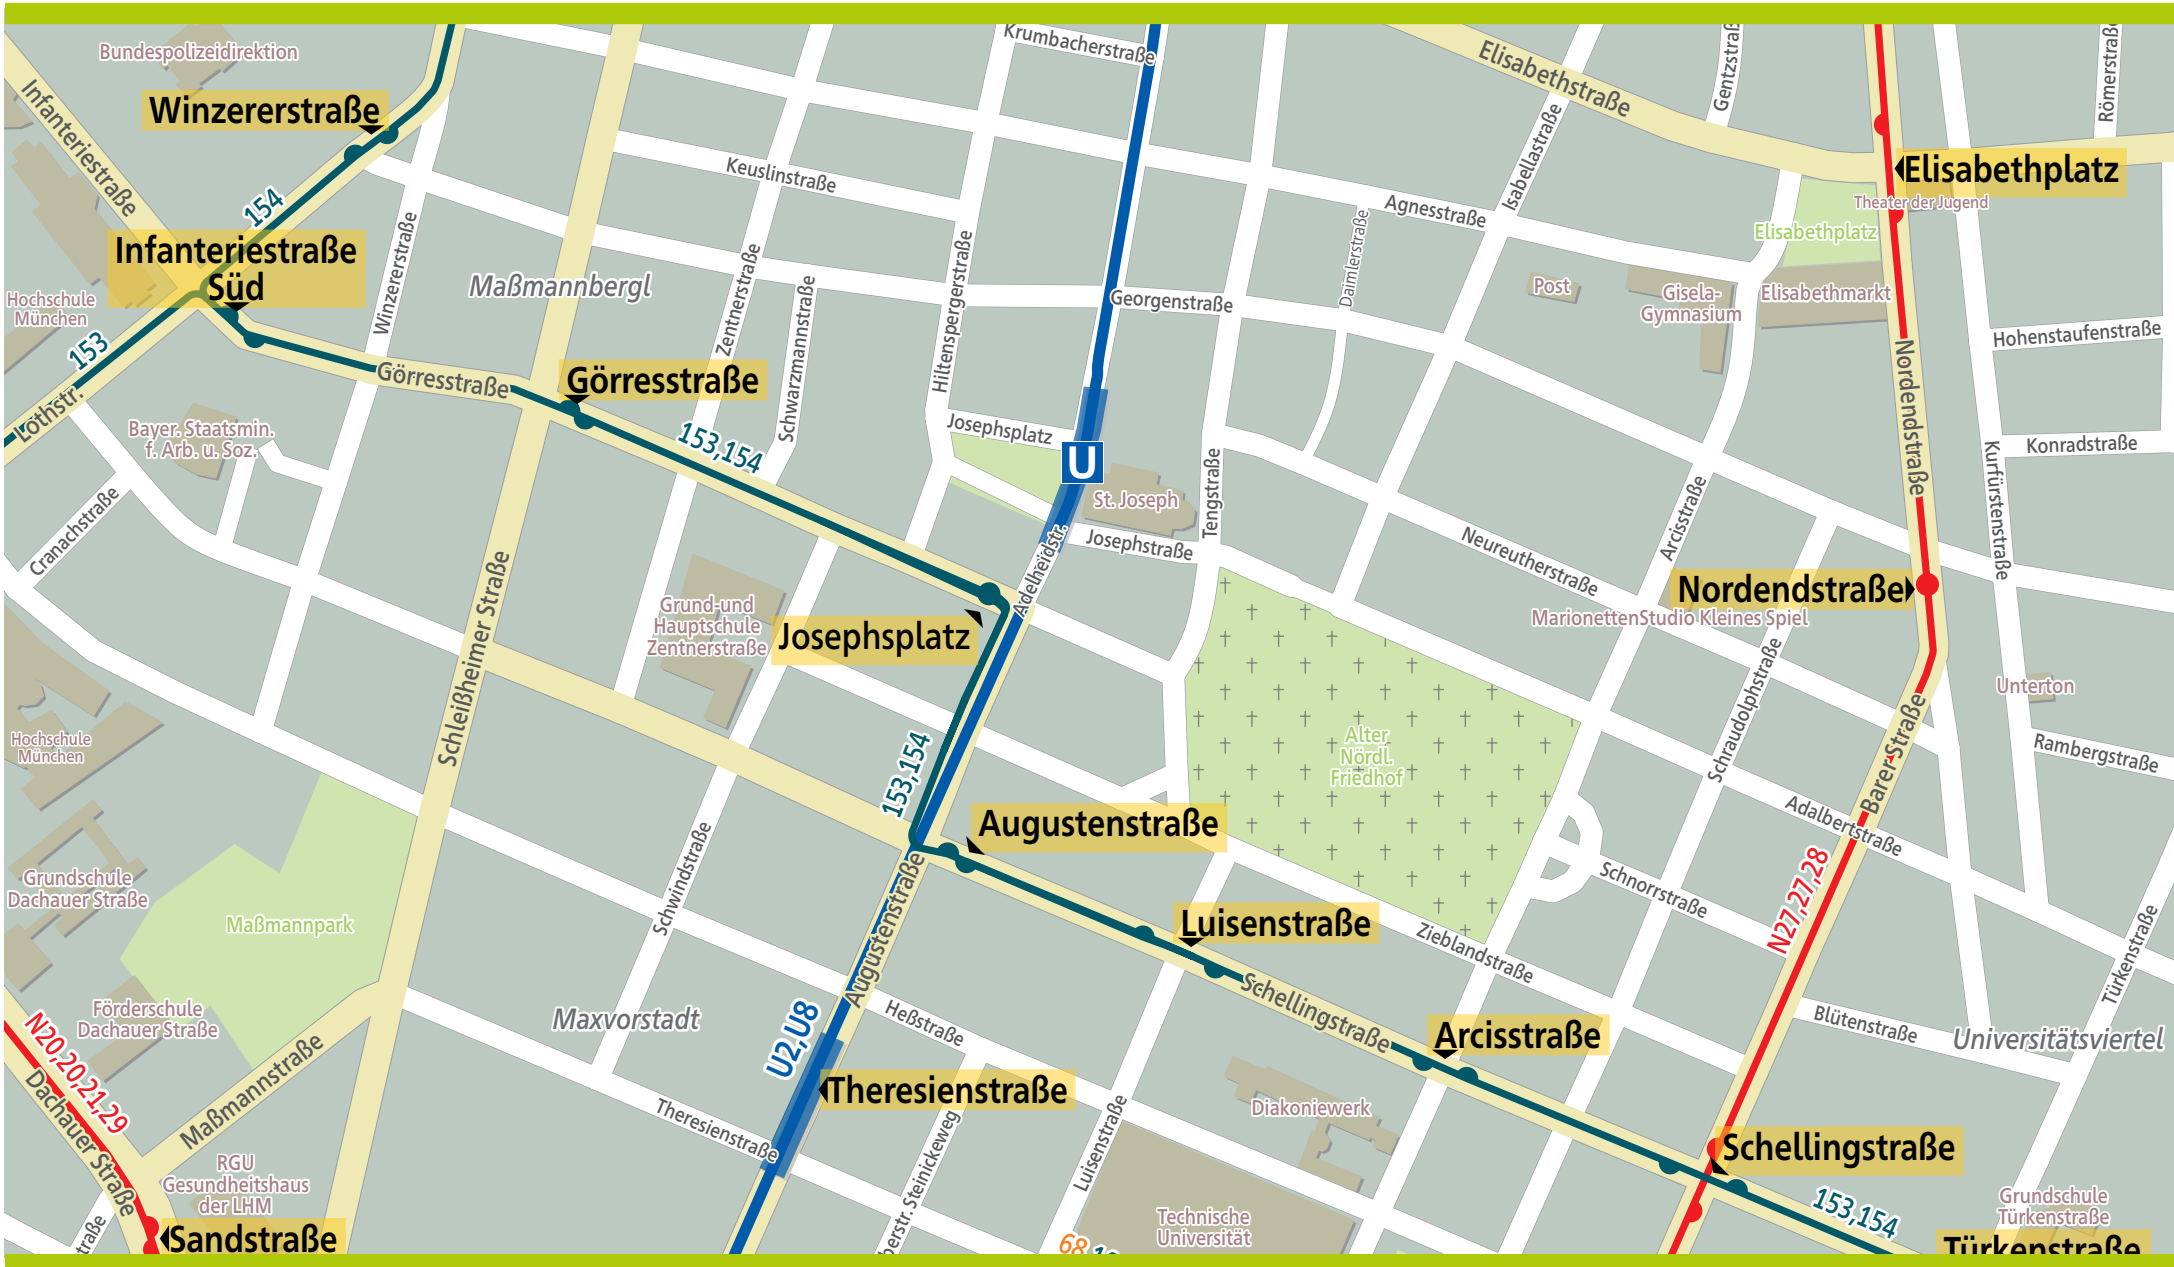 Krumbacherstraße
Bundespolizeidirektion
Elisabethstraße
Gentzstraß
Römerstraße
Infanteriestraße
Winzererstraße
Isabellastraße
Elisabethplatz
Keuslinstraße
Theater der Jugend
Agnesstraße
154
Winzererstraße
Daimlerstraße
Elisabethplatz
Infanteriestraße
Süd
Maßmannbergl
Zentnerstraße
Schwarzmannstraße
Hiltenspergerstraße
Georgenstraße
Post
Gisela-
Gymnasium
Elisabethmarkt
Hochschule
München
153
Hohenstaufenstraße
Nordendstraße
Görresstraße
Görresstraße
Lothstr.
Bayer. Staatsmin.
f. Arb. u. Soz.
153,154
Josephsplatz
U
St. Joseph
Tengstraße
Konradstraße
Kurfürstenstraße
Cranachstraße
Arcisstraße
Josephstraße
Adelheidstr.
Neureutherstraße
Nordendstraße
MarionettenStudio Kleines Spiel
Schleißheimer Straße
Grund-und
Hauptschule
Zentnerstraße
Josephsplatz
Schraudolphstraße
Unterton
Hochschule
München
Alter
Nördl.
Friedhof
Barer Straße
Rambergstraße
153,154
Augustenstraße
Adalbertstraße
Schwindstraße
Grundschule
Dachauer Straße
Augustenstraße
Schnorrstraße
N27,27,28
Maßmannpark
Luisenstraße
Zieblandstraße
Türkenstraße
Schellingstraße
Förderschule
Dachauer Straße
Maxvorstadt
U2,U8
Heßstraße
Arcisstraße
Blütenstraße
Universitätsviertel
N20,20,21,29
Dachauer Straße
Maßmannstraße
Theresienstraße
Theresienstraße
Luisenstraße
Diakoniewerk
Schellingstraße
RGU
Gesundheitshaus
der LHM
berstr. Steinickeweg
Technische
Universität
153,154
Grundschule
Türkenstraße
traße
Sandstraße
68
Türkenstraße